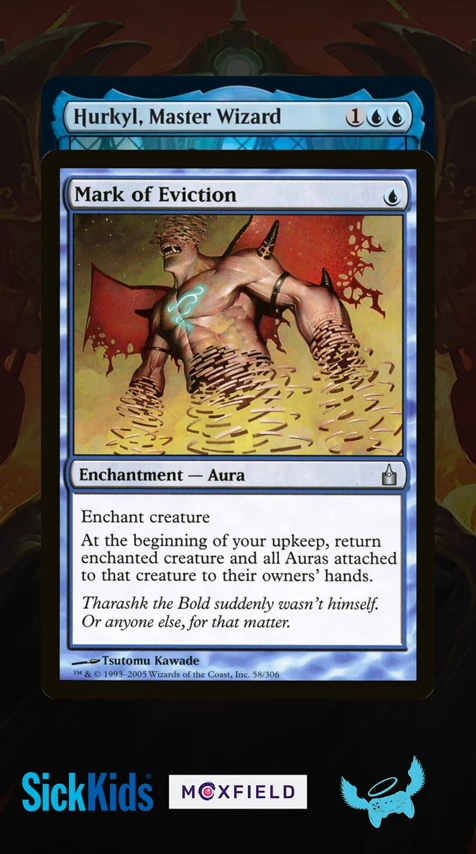 Hurkyl, Master Wizard 1
Mark of Eviction
Enchantment — Aura
Enchant creature
At the beginning of your upkeep, return
enchanted creature and all Auras attached
to that creature to their owners' hands.
Tharashk the Bold suddenly wasn't himself.
Or anyone else, for that matter.
Tsutomu Kawade
™ & © 1993–2005 Wizards of the Coast, Inc. 58/306
SickKids®
MOXFIELD